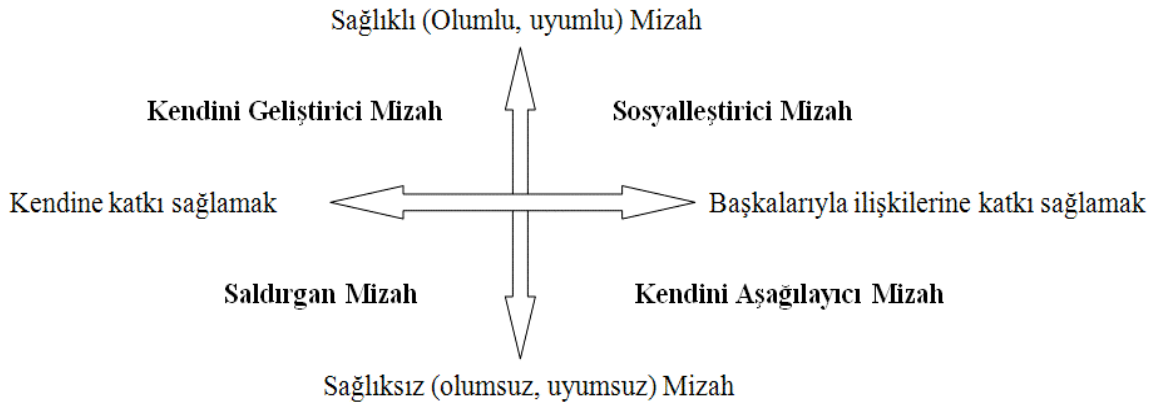 Sağlıklı (Olumlu, uyumlu) Mizah
Kendini Geliştirici Mizah
Sosyalleştirici Mizah
Kendine katkı sağlamak
Başkalarıyla ilişkilerine katkı sağlamak
Saldırgan Mizah
Kendini Aşağılayıcı Mizah
Sağlıksız (olumsuz, uyumsuz) Mizah